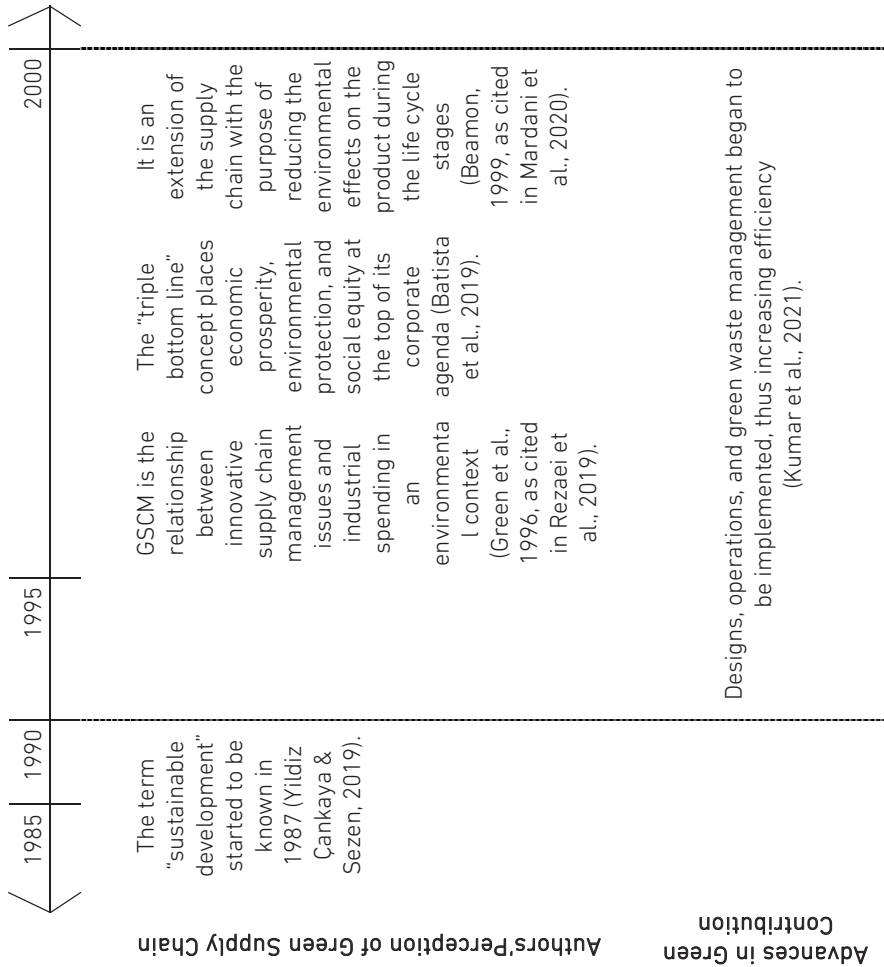 1985
1990
1995
2000
Authors'Perception of Green Supply Chain
The term
"sustainable
development"
started to be
known in
1987 (Yildiz
Çankaya &
Sezen, 2019).
GSCM is the
relationship
between
innovative
supply chain
management
issues and
industrial
spending in
an
environmenta
l context
(Green et al.,
1996, as cited
in Rezaei et
al., 2019).
The "triple
bottom line"
concept places
economic
prosperity,
environmental
protection, and
social equity at
the top of its
corporate
agenda (Batista
et al., 2019).
It is an
extension of
the supply
chain with the
purpose of
reducing the
environmental
effects on the
product during
the life cycle
stages
(Beamon,
1999, as cited
in Mardani et
al., 2020).
Advances in Green
Contribution
Designs, operations, and green waste management began to
be implemented, thus increasing efficiency
(Kumar et al., 2021).